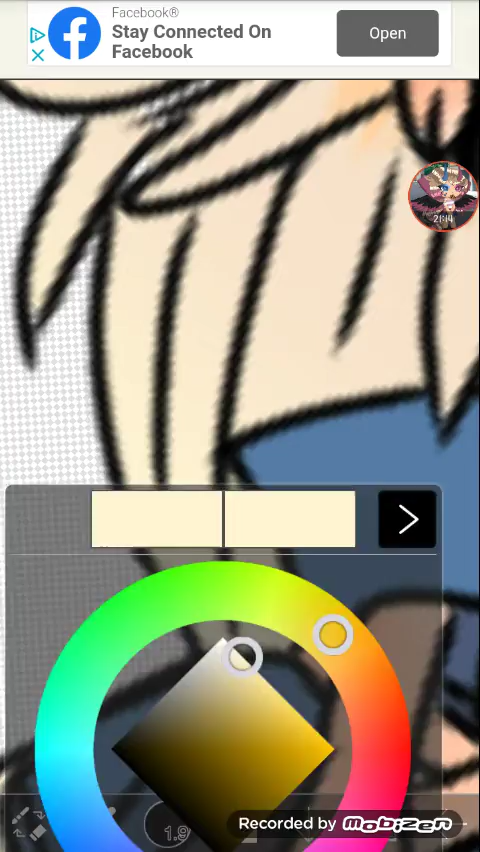 Facebook®
Stay Connected On
Facebook
Open
21:14
1.9
Recorded by MOBIZEN